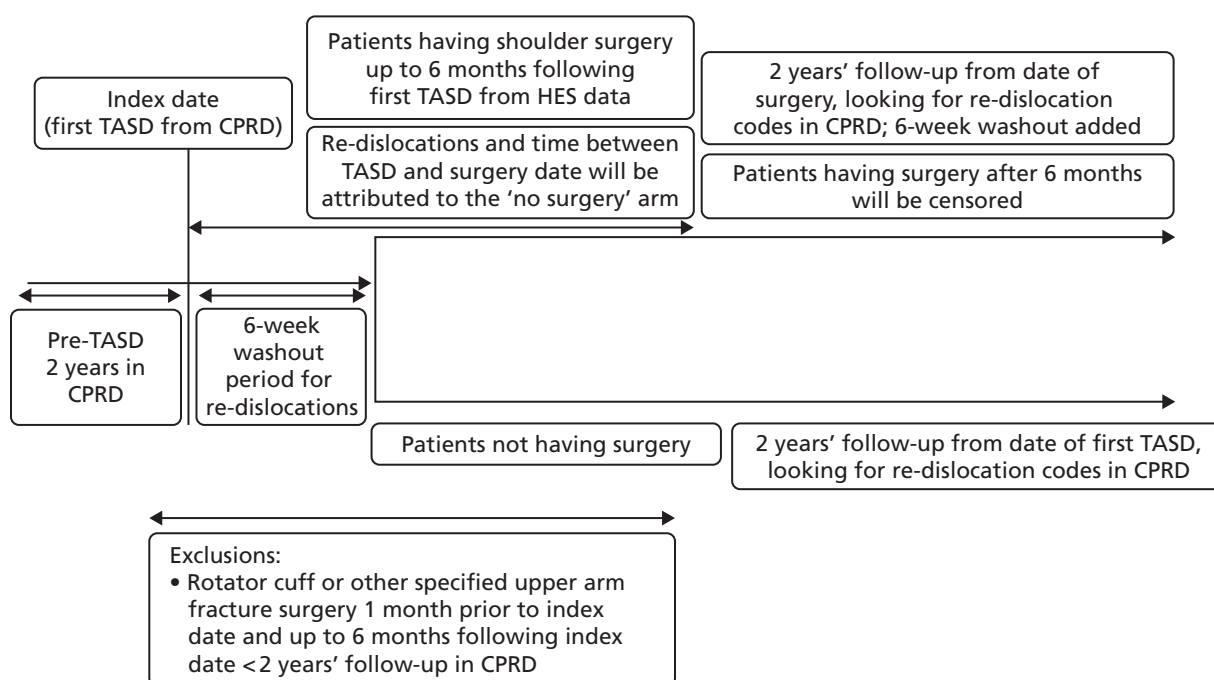 Patients having shoulder surgery
up to 6 months following
first TASD from HES data
2 years' follow-up from date of
surgery, looking for re-dislocation
codes in CPRD; 6-week washout added
Index date
(first TASD from CPRD)
Re-dislocations and time between
TASD and surgery date will be
attributed to the 'no surgery' arm
Patients having surgery after 6 months
will be censored
Pre-TASD
2 years in
CPRD
6-week
washout
period for
re-dislocations
Patients not having surgery
2 years' follow-up from date of first TASD,
looking for re-dislocation codes in CPRD
Exclusions:
• Rotator cuff or other specified upper arm
fracture surgery 1 month prior to index
date and up to 6 months following index
date <2 years' follow-up in CPRD